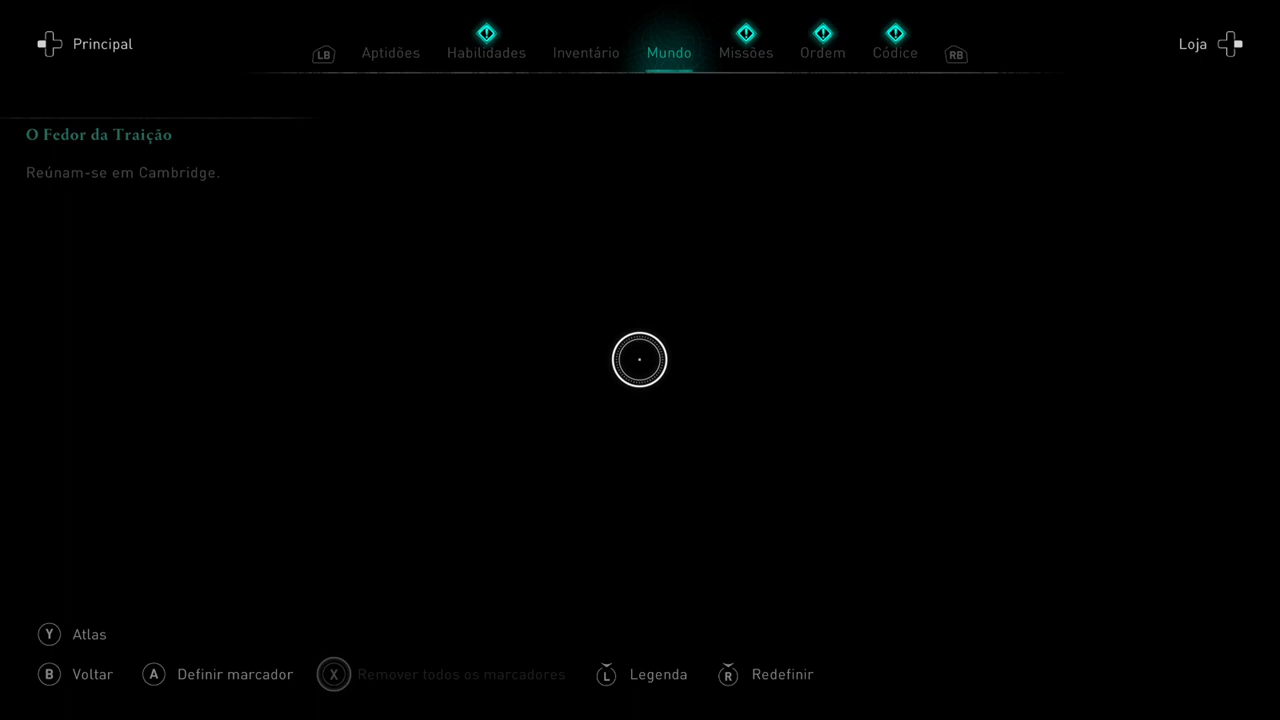 Principal
LB Aptidões Habilidades Inventário Mundo Missões Ordem Códice RB
Loja
O Fedor da Traição
Reúnam-se em Cambridge.
Y Atlas
B Voltar A Definir marcador X Remover todos os marcadores L Legenda R Redefinir